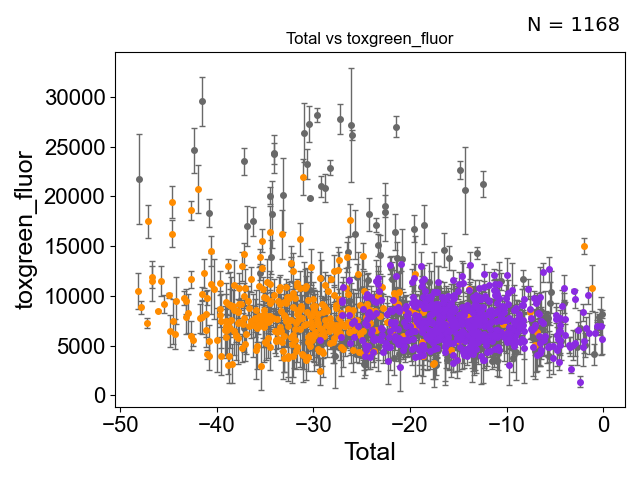 N = 1168
Total vs toxgreen_fluor
toxgreen_fluor
30000
25000
20000
15000
10000
5000
0
−50 −40 −30 −20 −10 0
Total